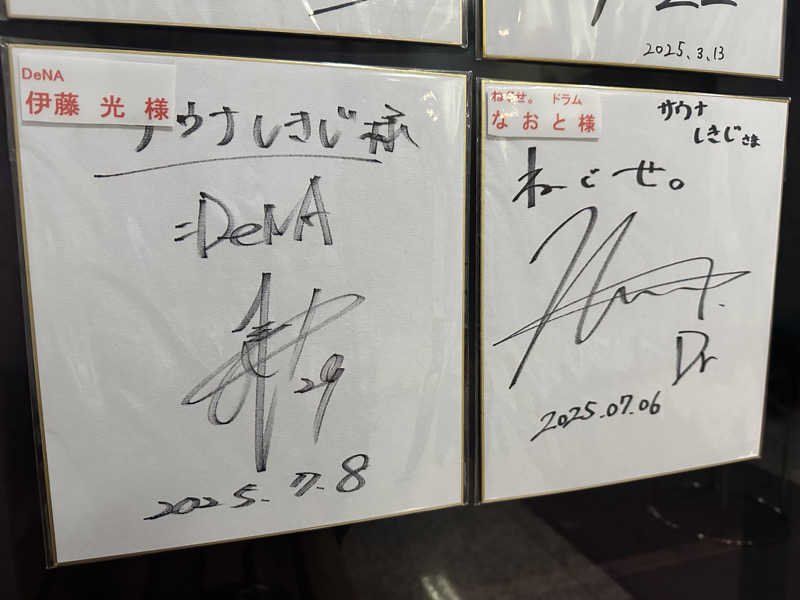 2025.3.13
DeNA
伊藤 光 様
サウナしきじ様
=DeNA
29
2025.7.8
ねぐせ。 ドラム
なおと様
サウナ
しきじさま
ねぐせ。
Dr
2025.07.06